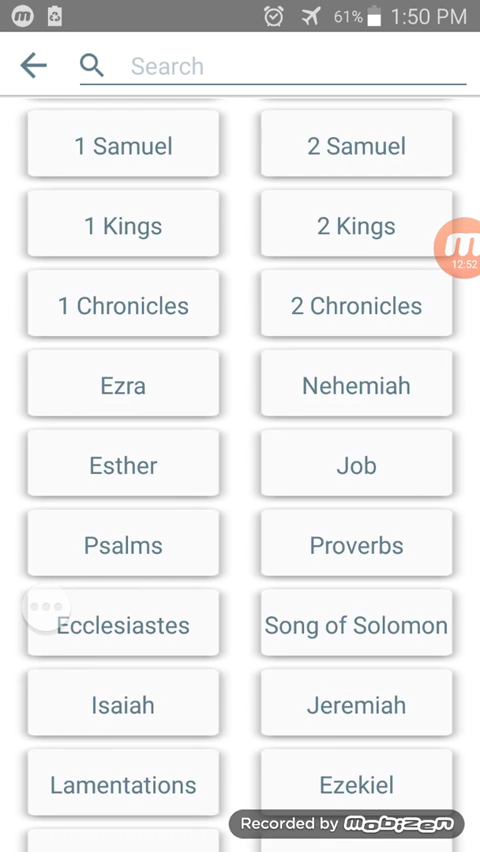 61% 1:50 PM
Search
1 Samuel 2 Samuel
1 Kings 2 Kings
12:52
1 Chronicles 2 Chronicles
Ezra Nehemiah
Esther Job
Psalms Proverbs
Ecclesiastes Song of Solomon
Isaiah Jeremiah
Lamentations Ezekiel
Recorded by mobizen